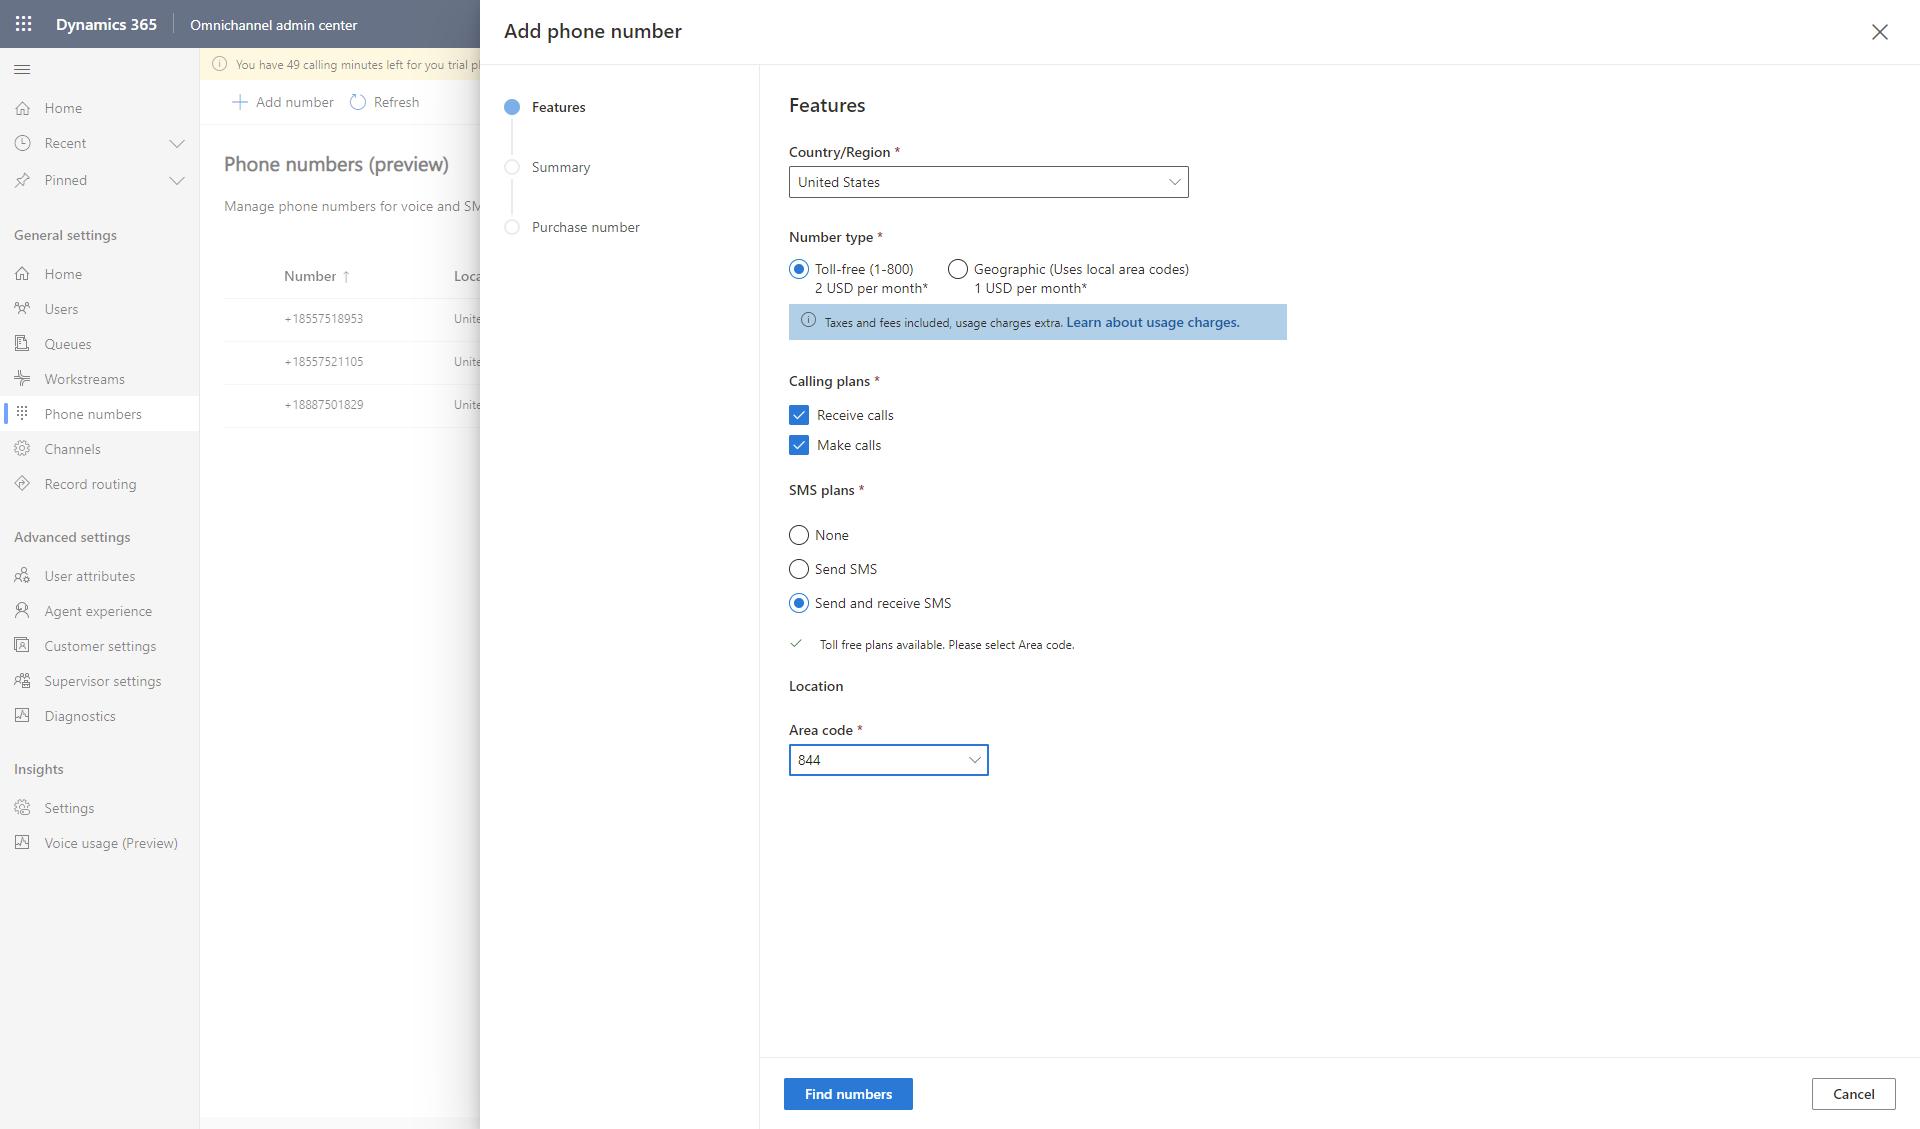 Dynamics 365
Omnichannel admin center
Home
Recent
Pinned
General settings
Home
Users
Queues
Workstreams
Phone numbers
Channels
Record routing
Advanced settings
User attributes
Agent experience
Customer settings
Supervisor settings
Diagnostics
Insights
Settings
Voice usage (Preview)
You have 49 calling minutes left for you trial pl
Add number
Refresh
Phone numbers (preview)
Manage phone numbers for voice and SM
Number ↑ Loca
+18557518953 Unite
+18557521105 Unite
+18887501829 Unite
Add phone number
Features
Summary
Purchase number
Features
Country/Region *
United States
Number type *
Toll-free (1-800) Geographic (Uses local area codes)
2 USD per month* 1 USD per month*
Taxes and fees included, usage charges extra. Learn about usage charges.
Calling plans *
Receive calls
Make calls
SMS plans *
None
Send SMS
Send and receive SMS
Toll free plans available. Please select Area code.
Location
Area code *
844
Find numbers
Cancel